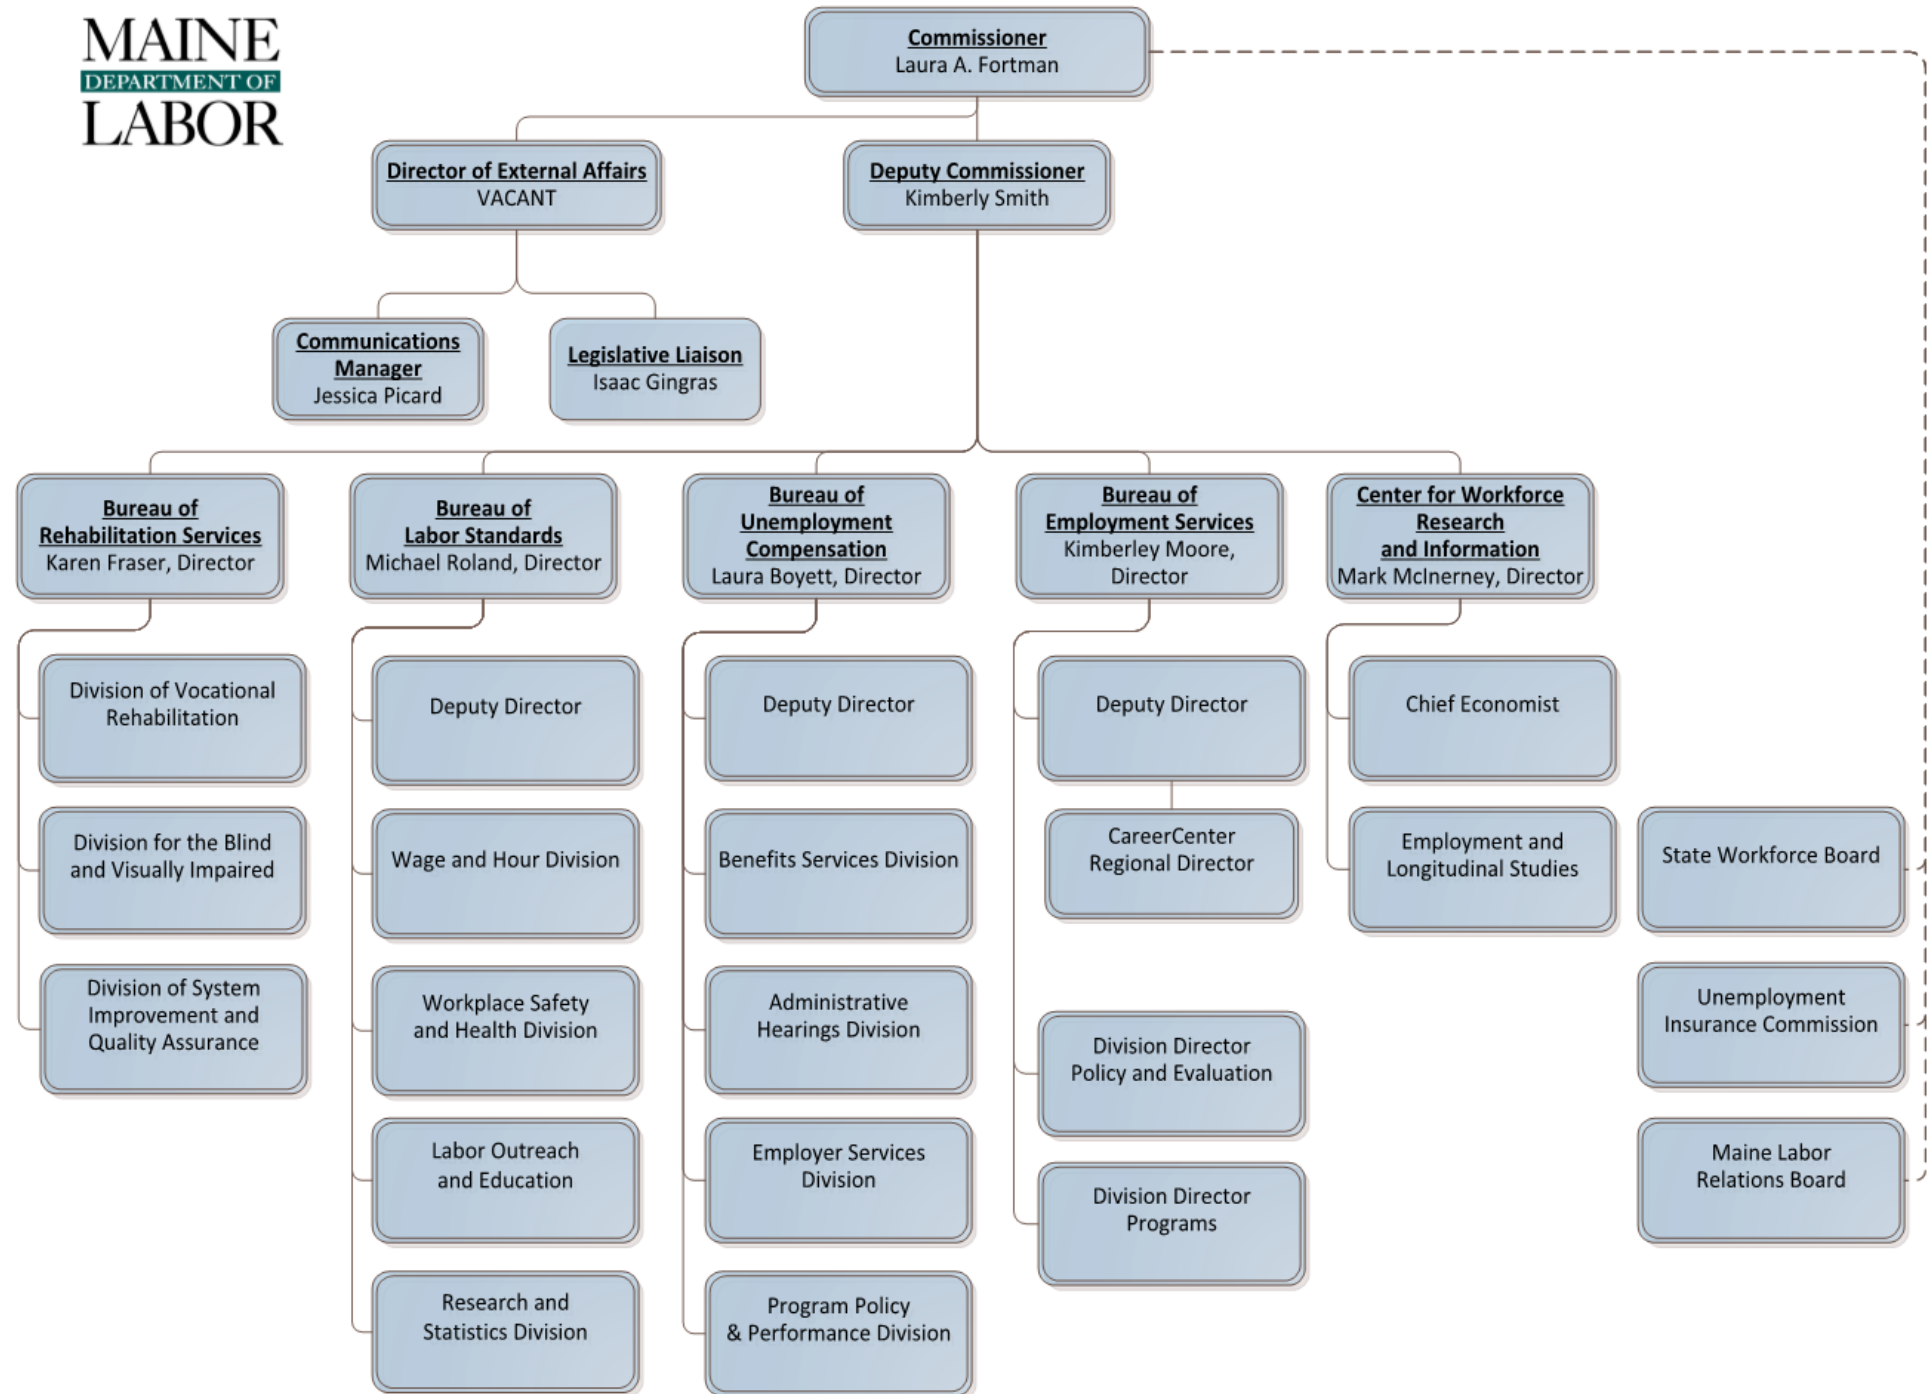 MAINE
DEPARTMENT OF
LABOR
Commissioner
Laura A. Fortman
Director of External Affairs
VACANT
Deputy Commissioner
Kimberly Smith
Communications
Manager
Jessica Picard
Legislative Liaison
Isaac Gingras
Bureau of
Rehabilitation Services
Karen Fraser, Director
Bureau of
Labor Standards
Michael Roland, Director
Bureau of
Unemployment
Compensation
Laura Boyett, Director
Bureau of
Employment Services
Kimberley Moore,
Director
Center for Workforce
Research
and Information
Mark McInerney, Director
Division of Vocational
Rehabilitation
Division for the Blind
and Visually Impaired
Division of System
Improvement and
Quality Assurance
Deputy Director
Wage and Hour Division
Workplace Safety
and Health Division
Labor Outreach
and Education
Research and
Statistics Division
Deputy Director
Benefits Services Division
Administrative
Hearings Division
Employer Services
Division
Program Policy
& Performance Division
Deputy Director
CareerCenter
Regional Director
Division Director
Policy and Evaluation
Division Director
Programs
Chief Economist
Employment and
Longitudinal Studies
State Workforce Board
Unemployment
Insurance Commission
Maine Labor
Relations Board